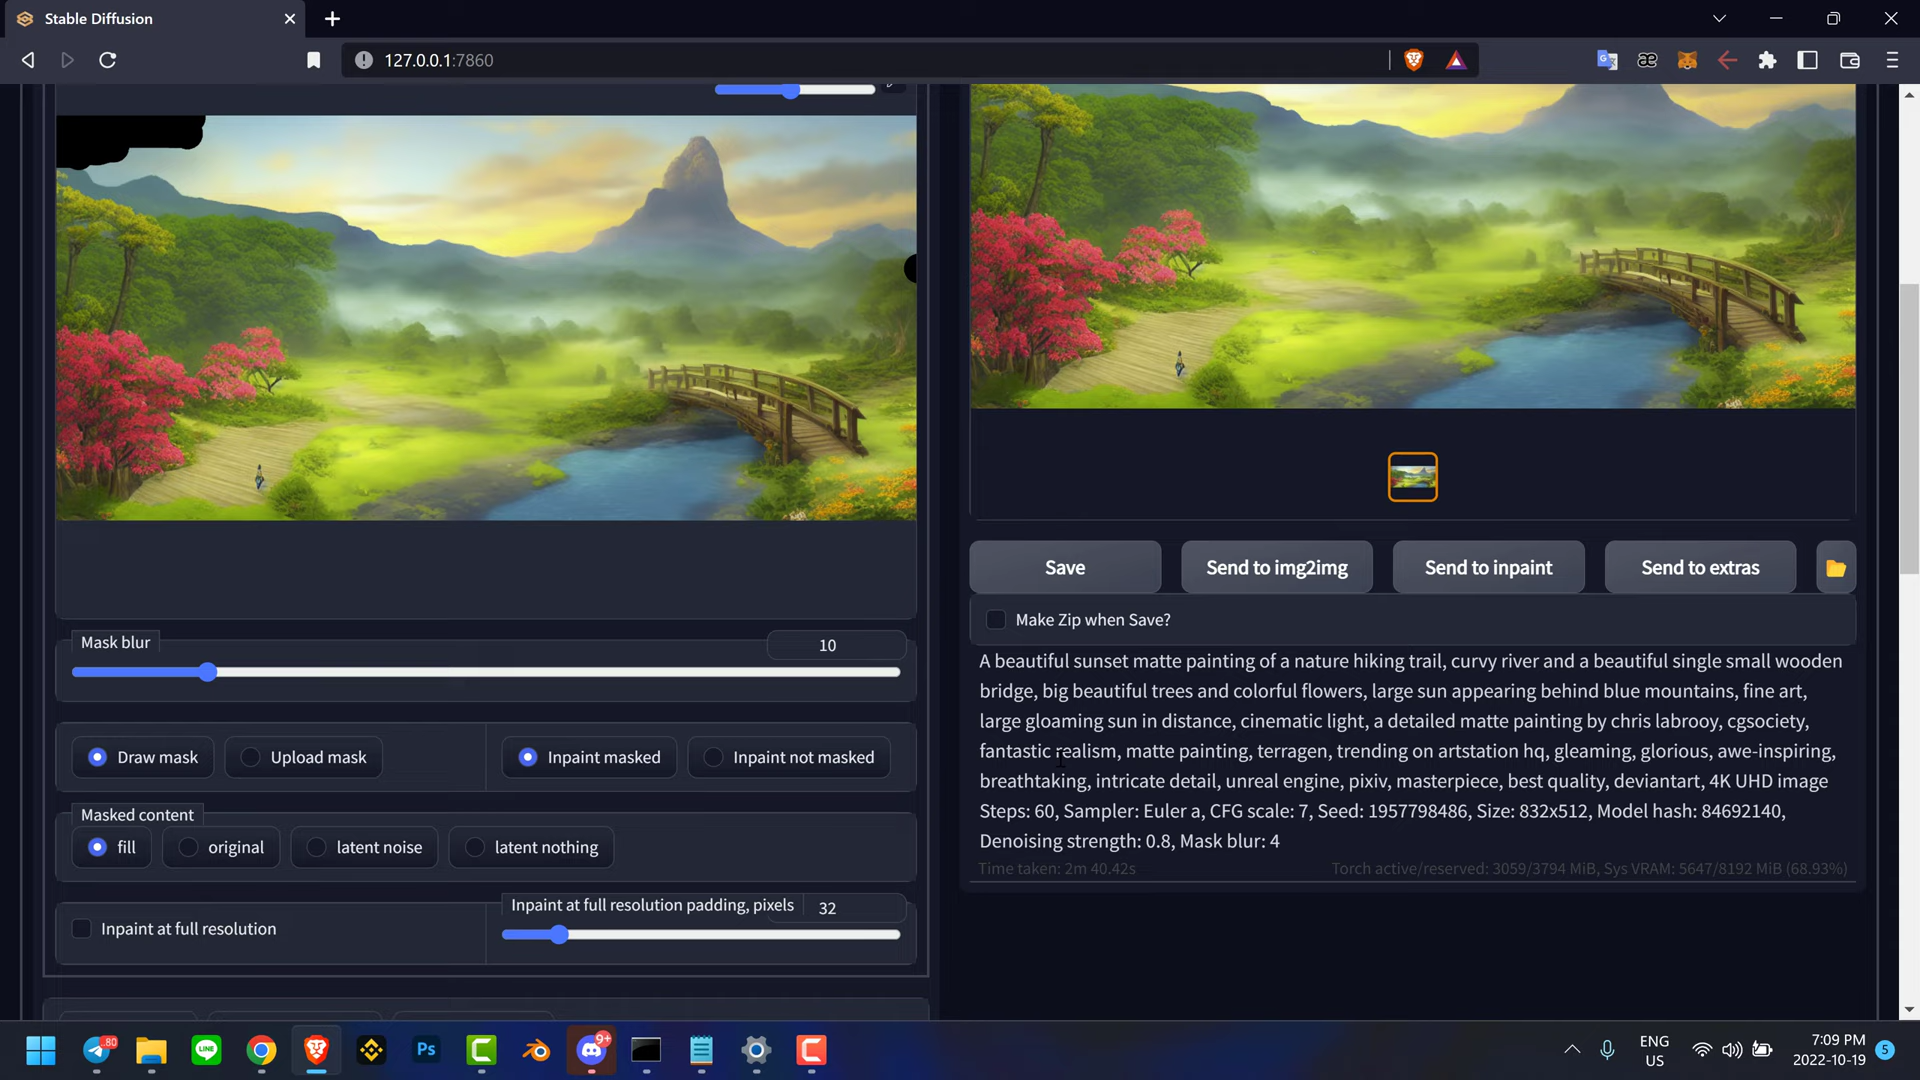 Stable Diffusion
127.0.0.1:7860
Mask blur
10
Draw mask
Upload mask
Inpaint masked
Inpaint not masked
Masked content
fill
original
latent noise
latent nothing
Inpaint at full resolution
Inpaint at full resolution padding, pixels
32
Save
Send to img2img
Send to inpaint
Send to extras
Make Zip when Save?
A beautiful sunset matte painting of a nature hiking trail, curvy river and a beautiful single small wooden
bridge, big beautiful trees and colorful flowers, large sun appearing behind blue mountains, fine art,
large gloaming sun in distance, cinematic light, a detailed matte painting by chris labrooy, cgsociety,
fantastic realism, matte painting, terragen, trending on artstation hq, gleaming, glorious, awe-inspiring,
breathtaking, intricate detail, unreal engine, pixiv, masterpiece, best quality, deviantart, 4K UHD image
Steps: 60, Sampler: Euler a, CFG scale: 7, Seed: 1957798486, Size: 832x512, Model hash: 84692140,
Denoising strength: 0.8, Mask blur: 4
Time taken: 2m 40.42s
Torch active/reserved: 3059/3794 MiB, Sys VRAM: 5647/8192 MiB (68.93%)
80
LINE
Ps
9+
ENG
US
7:09 PM
2022-10-19
5